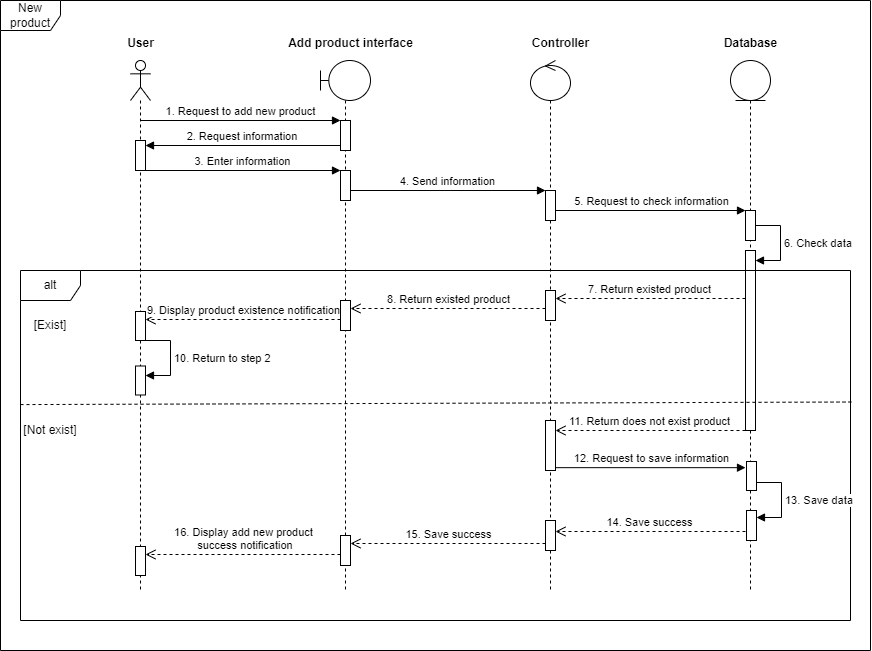 New
product
User
Add product interface
Controller
Database
1. Request to add new product
2. Request information
3. Enter information
4. Send information
5. Request to check information
6. Check data
alt
7. Return existed product
8. Return existed product
9. Display product existence notification
[Exist]
10. Return to step 2
11. Return does not exist product
[Not exist]
12. Request to save information
13. Save data
14. Save success
15. Save success
16. Display add new product
success notification